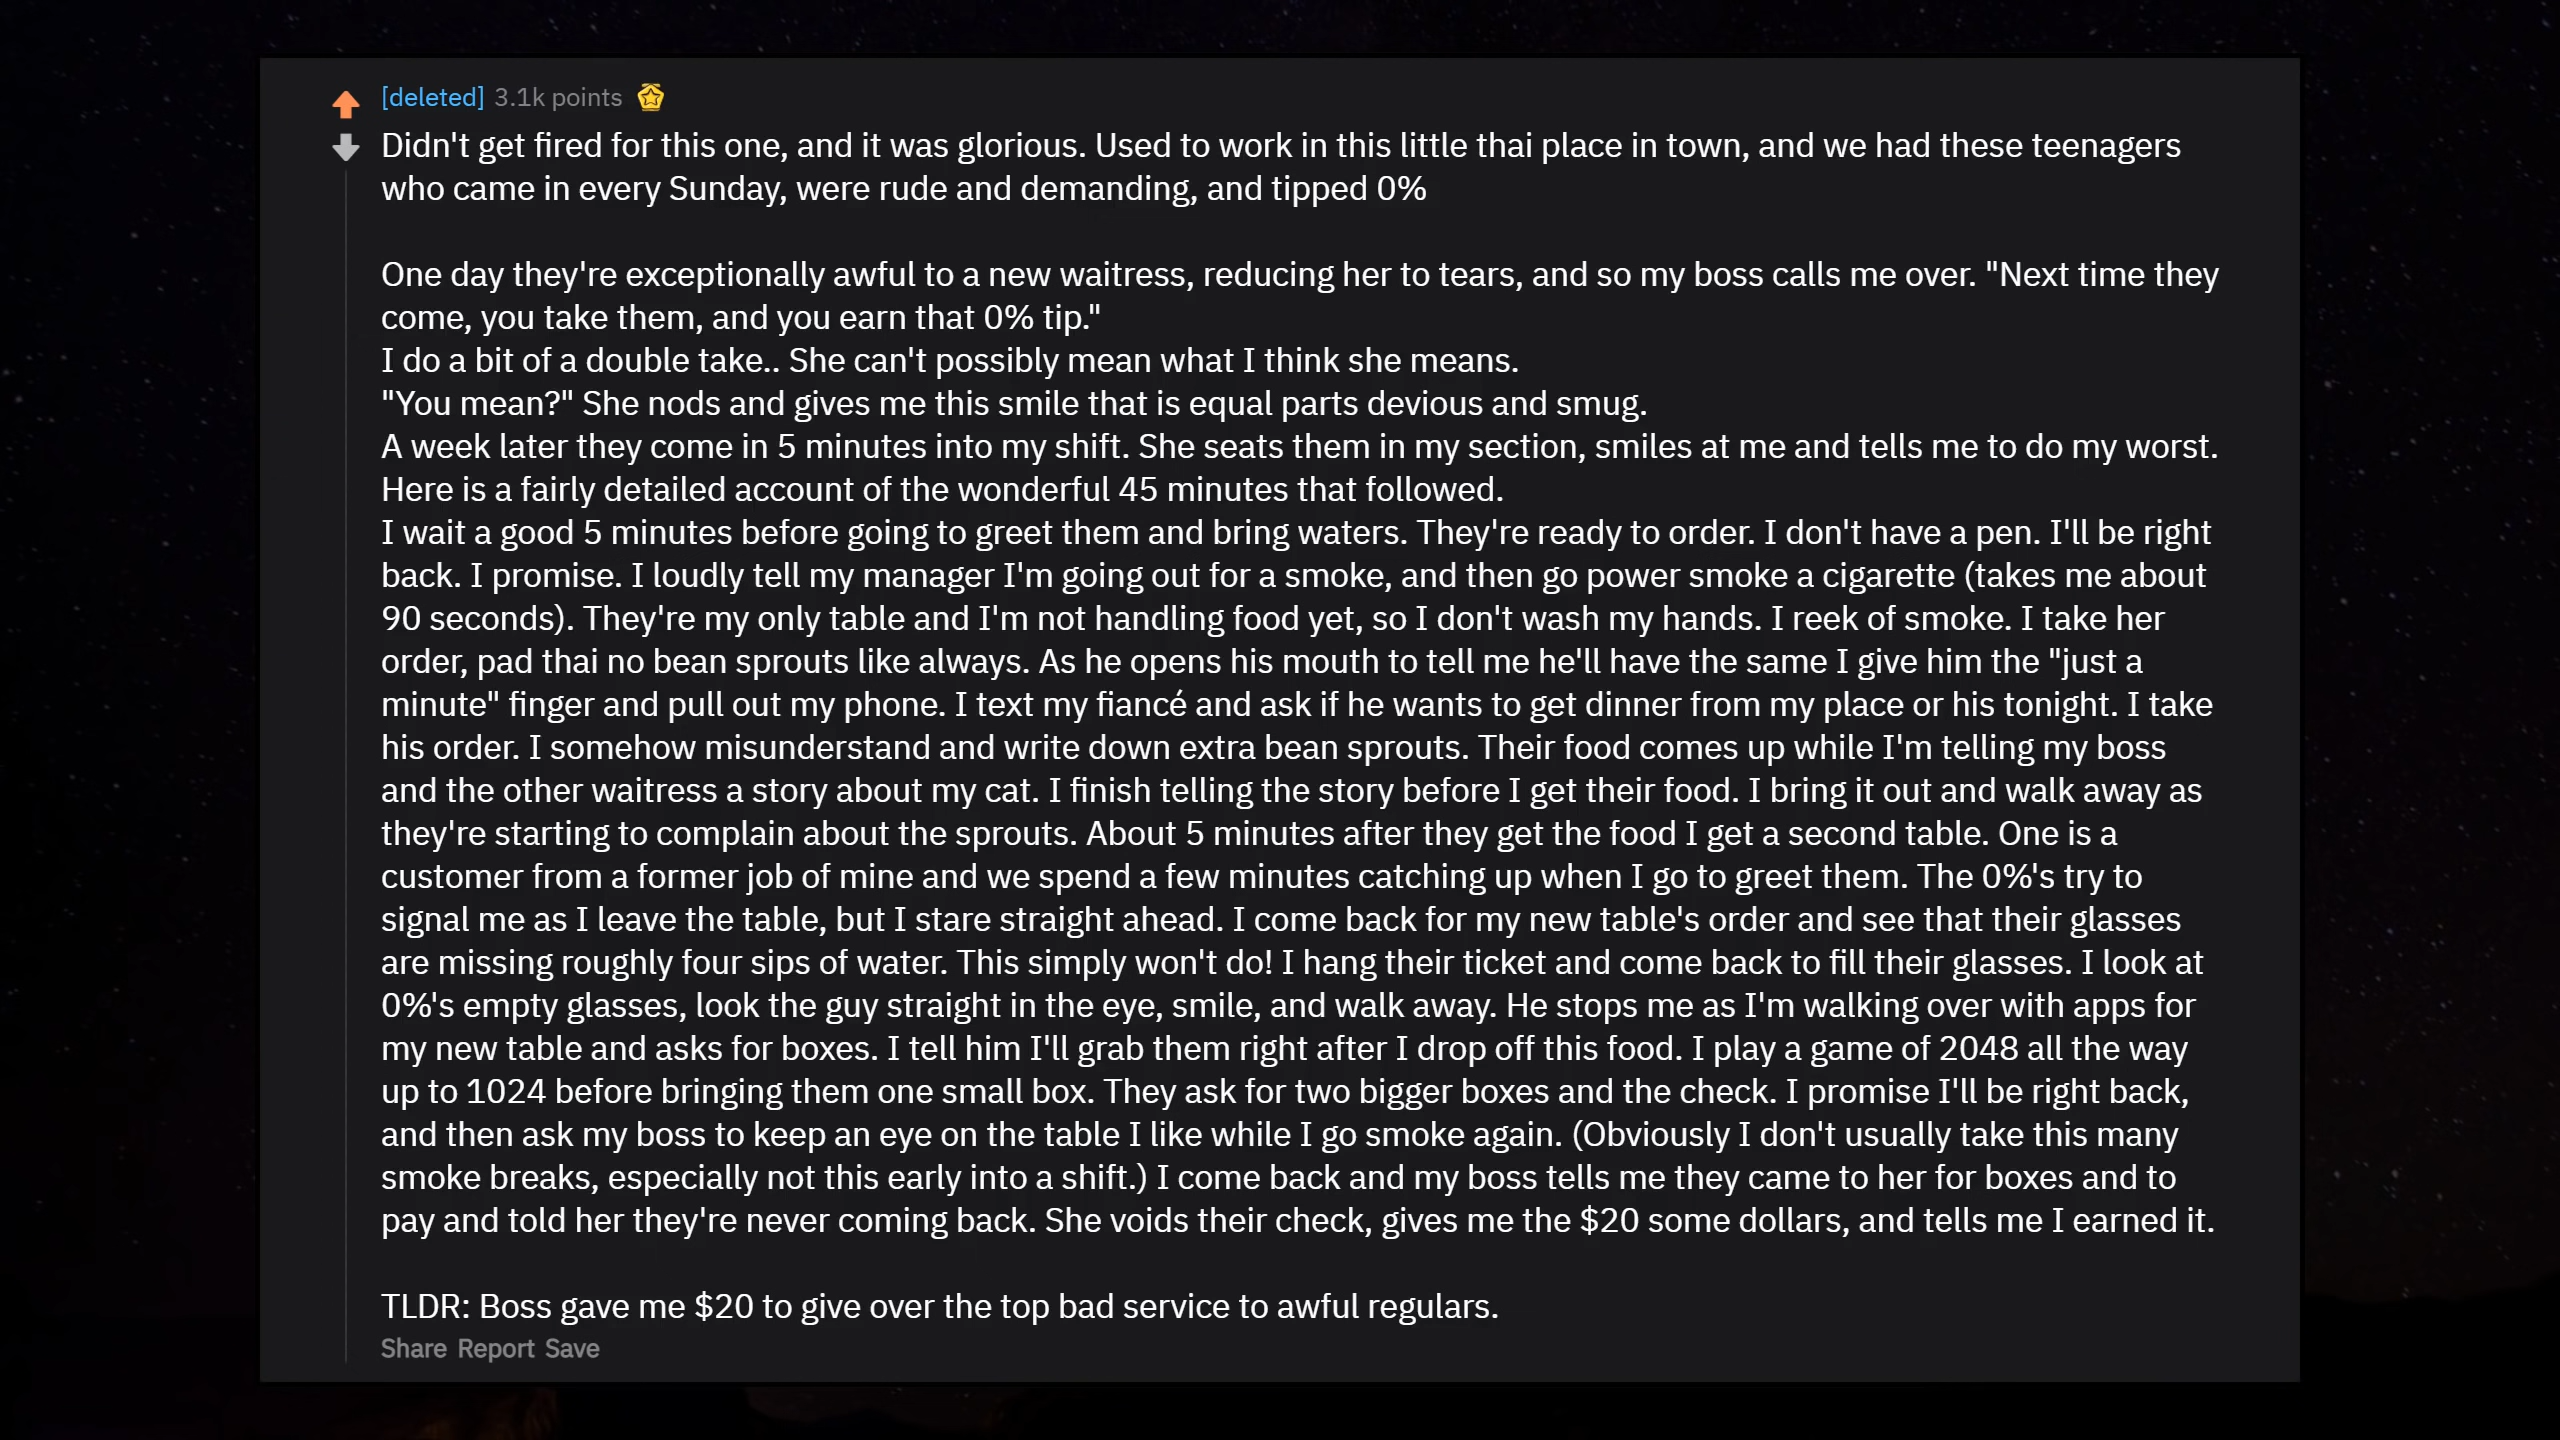 [deleted] 3.1k points
Didn't get fired for this one, and it was glorious. Used to work in this little thai place in town, and we had these teenagers
who came in every Sunday, were rude and demanding, and tipped 0%
One day they're exceptionally awful to a new waitress, reducing her to tears, and so my boss calls me over. "Next time they
come, you take them, and you earn that 0% tip."
I do a bit of a double take.. She can't possibly mean what I think she means.
"You mean?" She nods and gives me this smile that is equal parts devious and smug.
A week later they come in 5 minutes into my shift. She seats them in my section, smiles at me and tells me to do my worst.
Here is a fairly detailed account of the wonderful 45 minutes that followed.
I wait a good 5 minutes before going to greet them and bring waters. They're ready to order. I don't have a pen. I'll be right
back. I promise. I loudly tell my manager I'm going out for a smoke, and then go power smoke a cigarette (takes me about
90 seconds). They're my only table and I'm not handling food yet, so I don't wash my hands. I reek of smoke. I take her
order, pad thai no bean sprouts like always. As he opens his mouth to tell me he'll have the same I give him the "just a
minute" finger and pull out my phone. I text my fiancé and ask if he wants to get dinner from my place or his tonight. I take
his order. I somehow misunderstand and write down extra bean sprouts. Their food comes up while I'm telling my boss
and the other waitress a story about my cat. I finish telling the story before I get their food. I bring it out and walk away as
they're starting to complain about the sprouts. About 5 minutes after they get the food I get a second table. One is a
customer from a former job of mine and we spend a few minutes catching up when I go to greet them. The 0%'s try to
signal me as I leave the table, but I stare straight ahead. I come back for my new table's order and see that their glasses
are missing roughly four sips of water. This simply won't do! I hang their ticket and come back to fill their glasses. I look at
0%'s empty glasses, look the guy straight in the eye, smile, and walk away. He stops me as I'm walking over with apps for
my new table and asks for boxes. I tell him I'll grab them right after I drop off this food. I play a game of 2048 all the way
up to 1024 before bringing them one small box. They ask for two bigger boxes and the check. I promise I'll be right back,
and then ask my boss to keep an eye on the table I like while I go smoke again. (Obviously I don't usually take this many
smoke breaks, especially not this early into a shift.) I come back and my boss tells me they came to her for boxes and to
pay and told her they're never coming back. She voids their check, gives me the $20 some dollars, and tells me I earned it.
TLDR: Boss gave me $20 to give over the top bad service to awful regulars.
Share Report Save